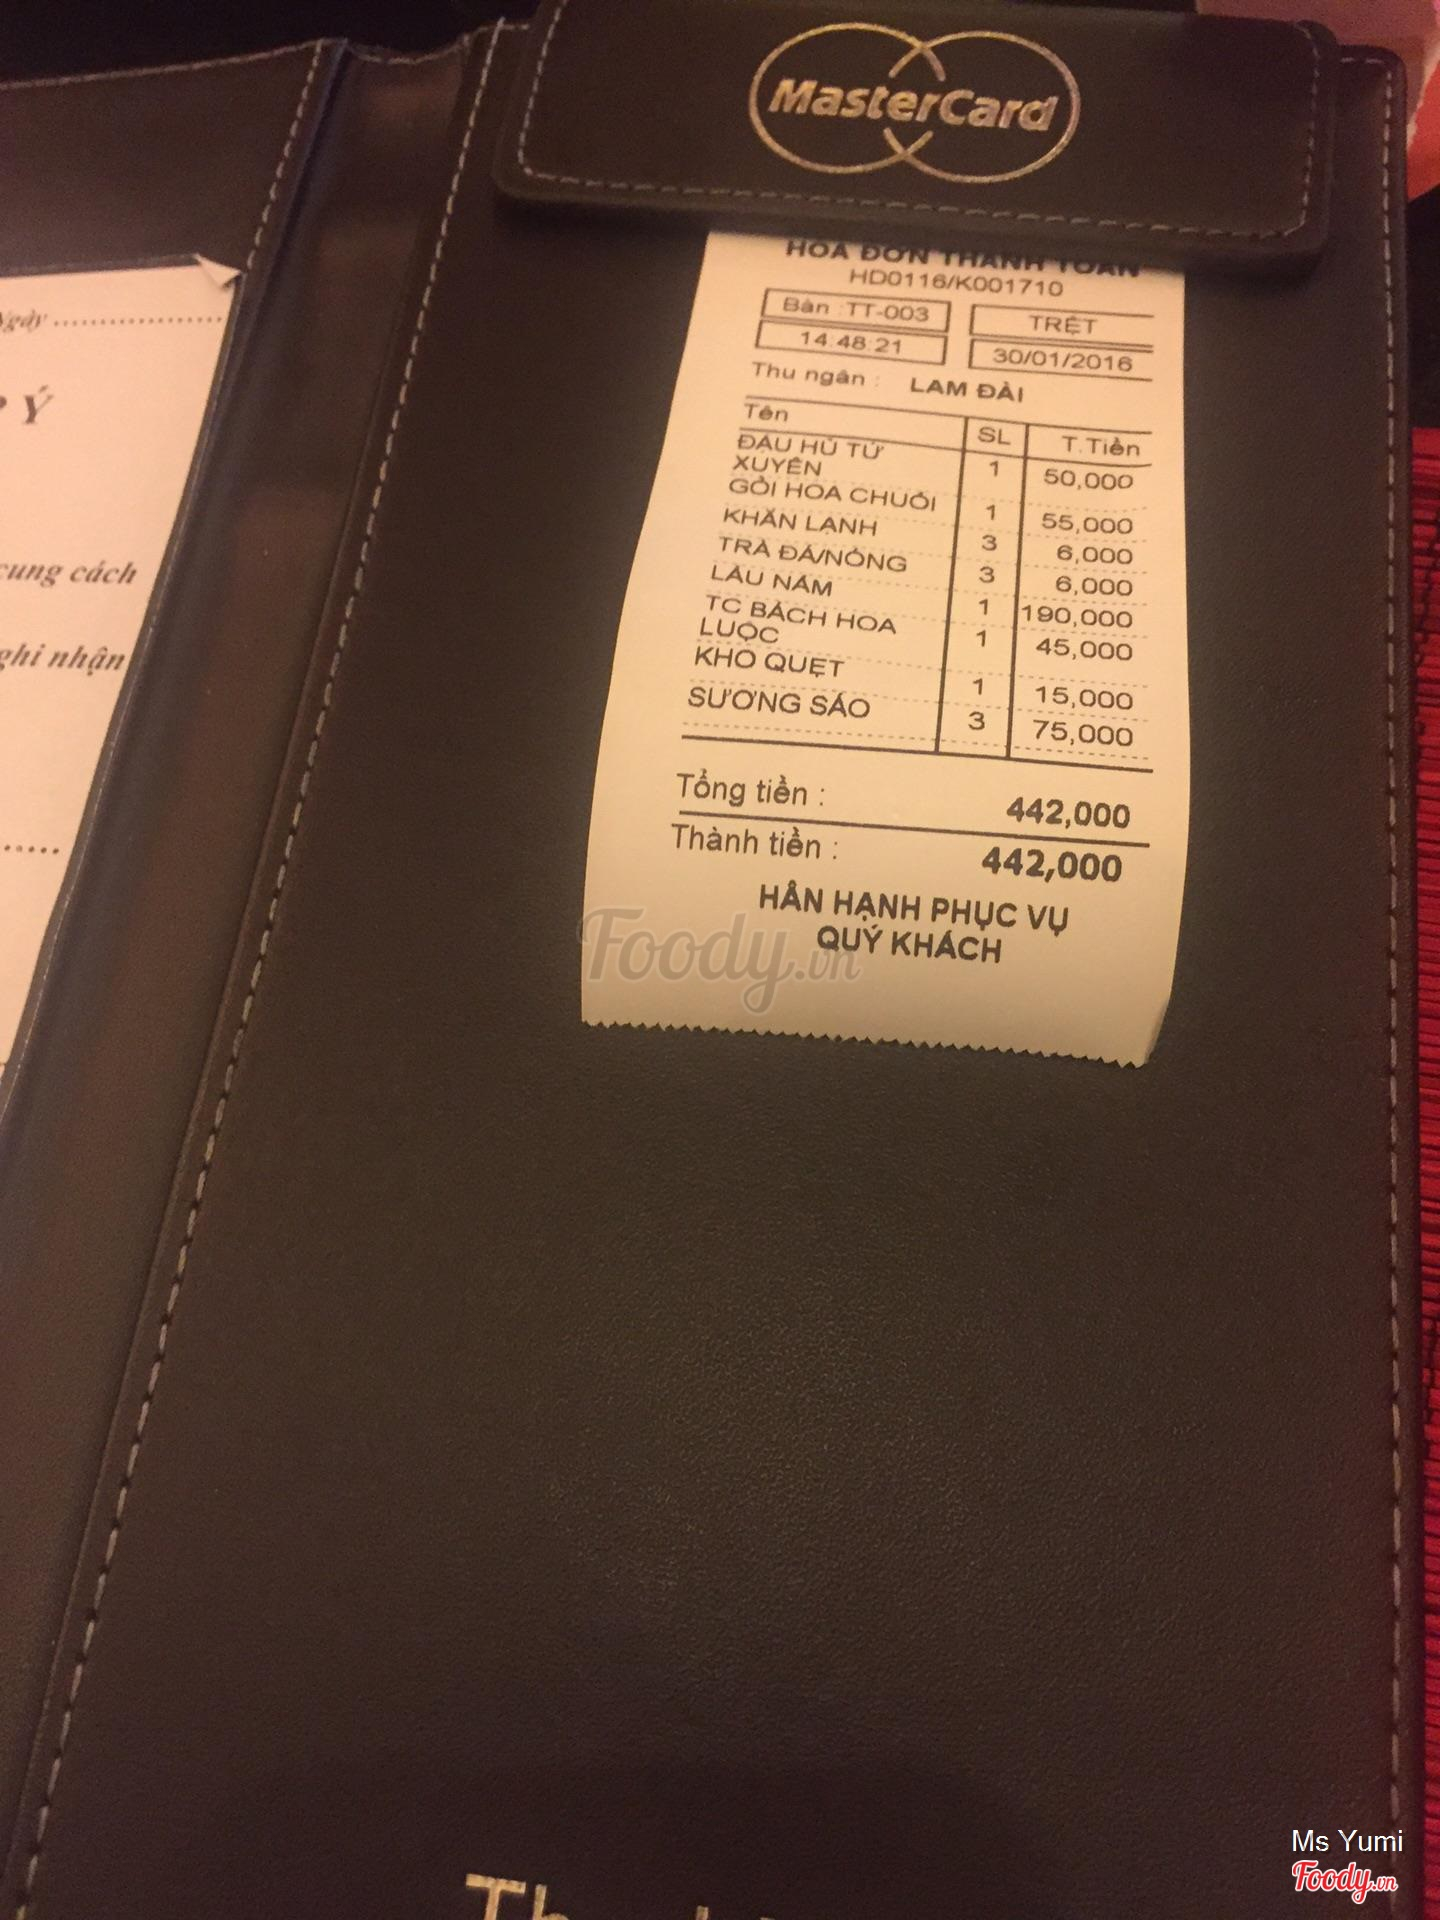 MasterCard
HÓA ĐƠN THANH TOÁN
HD0116/K001710
Bàn :TT-003
TRỆT
14:48:21
30/01/2016
Thu ngân : LAM ĐÀI
Tên SL T.Tiền
ĐẬU HỦ TỨ XUYÊN 1 50,000
GỎI HOA CHUỐI 1 55,000
KHĂN LẠNH 3 6,000
TRÀ ĐÁ/NÓNG 3 6,000
LẨU NẤM 1 190,000
TC BÁCH HOA LUỘC 1 45,000
KHO QUẸT 1 15,000
SƯƠNG SÁO 3 75,000
Tổng tiền : 442,000
Thành tiền : 442,000
HÂN HẠNH PHỤC VỤ
QUÝ KHÁCH
Foody.vn
Ngày
Ý
cung cách
ghi nhận
Ms Yumi
Foody.vn